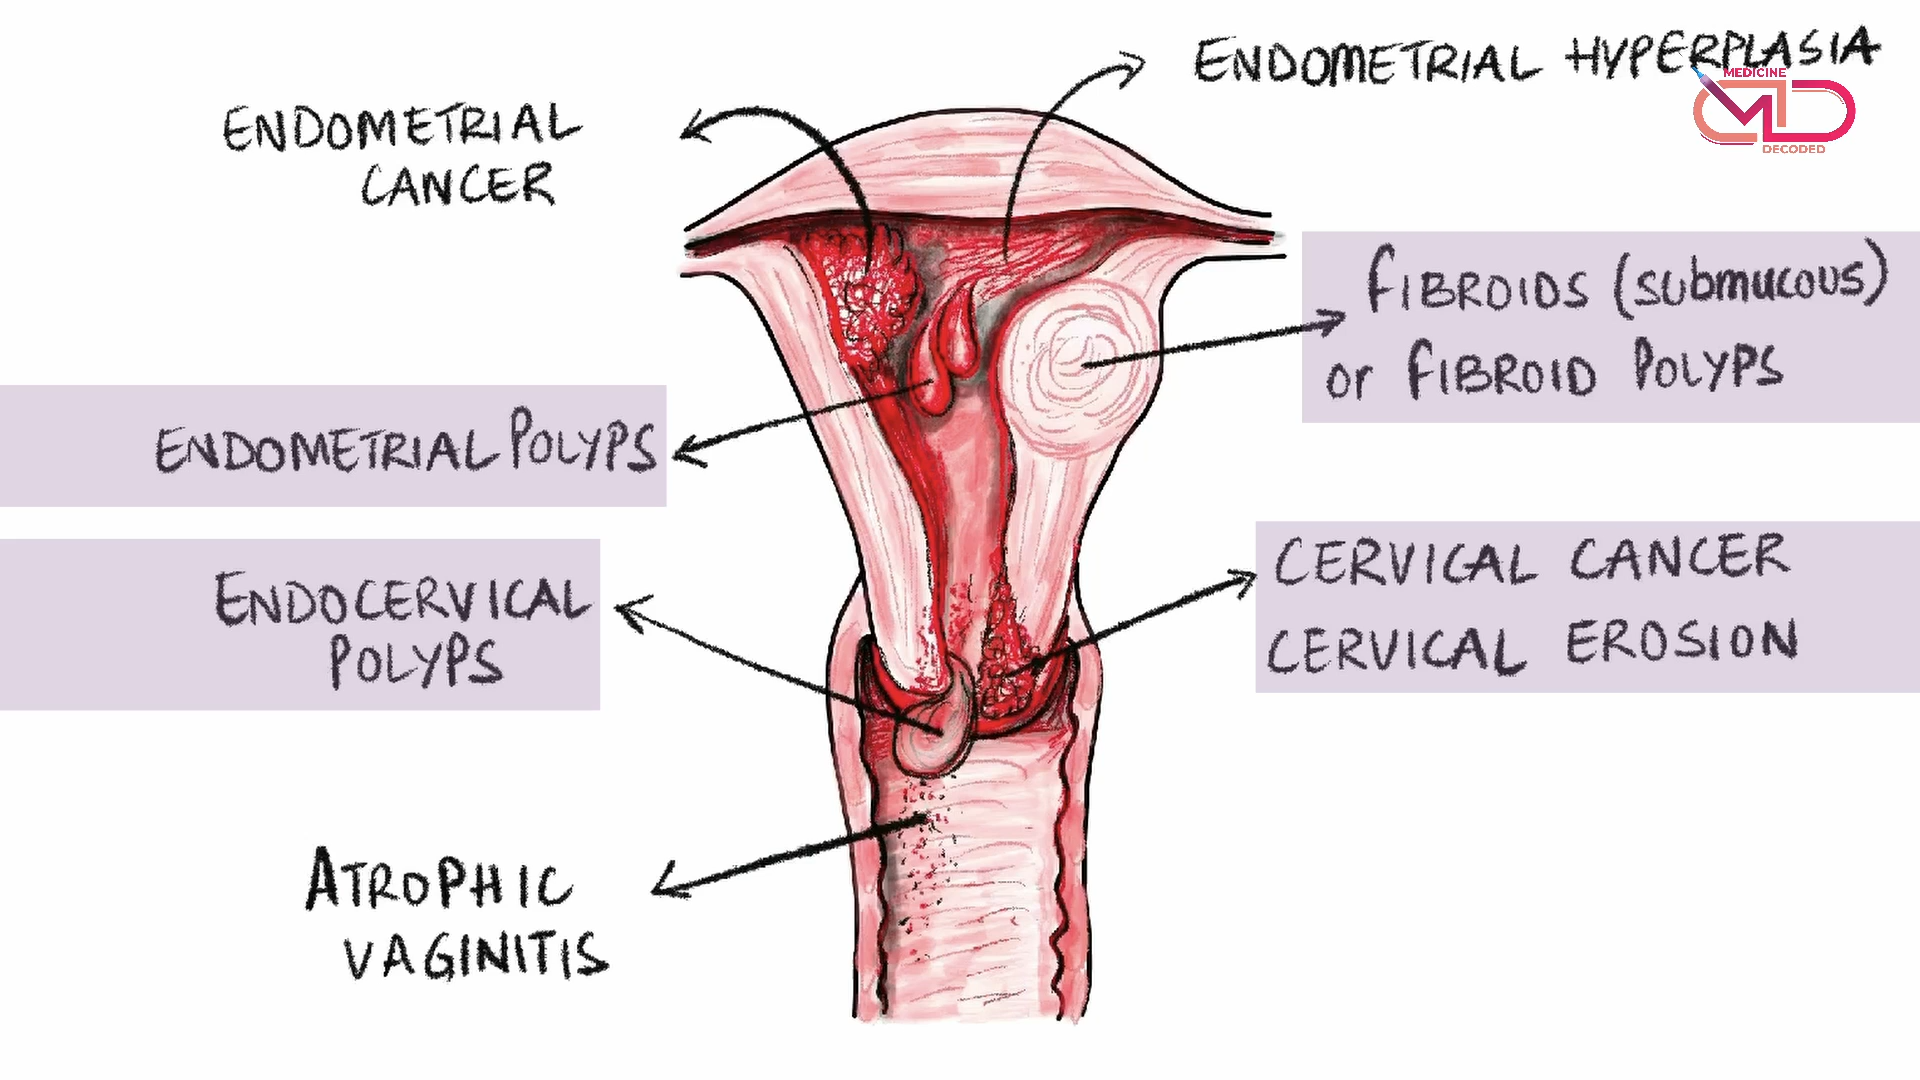 ENDOMETRIAL HYPERPLASIA
MEDICINE
MD
DECODED
ENDOMETRIAL
CANCER
FIBROIDS (SUBMUCOUS)
or FIBROID POLYPS
ENDOMETRIAL POLYPS
ENDOCERVICAL
POLYPS
CERVICAL CANCER
CERVICAL EROSION
ATROPHIC
VAGINITIS